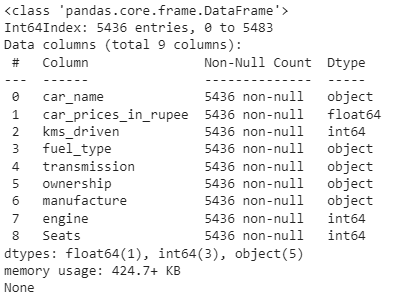 <class 'pandas.core.frame.DataFrame'>
Int64Index: 5436 entries, 0 to 5483
Data columns (total 9 columns):
 #   Column               Non-Null Count  Dtype
---  ------               --------------  -----
 0   car_name             5436 non-null   object
 1   car_prices_in_rupee  5436 non-null   float64
 2   kms_driven           5436 non-null   int64
 3   fuel_type            5436 non-null   object
 4   transmission         5436 non-null   object
 5   ownership            5436 non-null   object
 6   manufacture          5436 non-null   object
 7   engine               5436 non-null   int64
 8   Seats                5436 non-null   int64
dtypes: float64(1), int64(3), object(5)
memory usage: 424.7+ KB
None